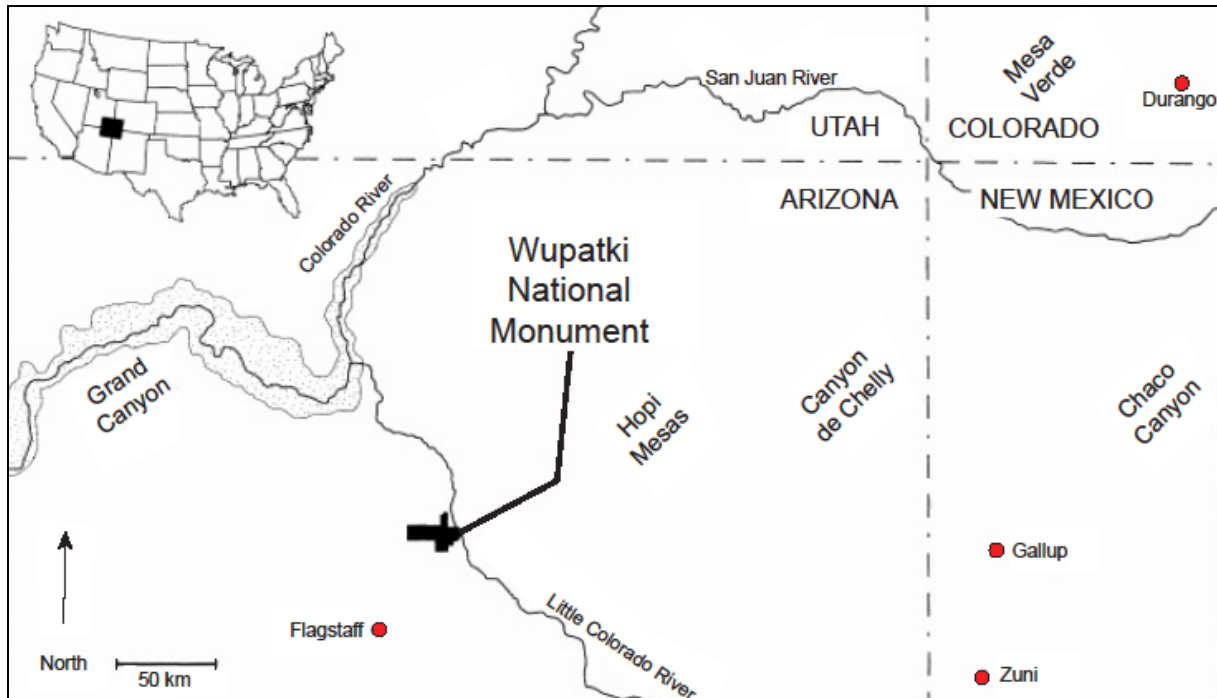 San Juan River
Mesa
Verde
Durango
UTAH
COLORADO
ARIZONA
NEW MEXICO
Colorado River
Wupatki
National
Monument
Grand
Canyon
Hopi
Mesas
Canyon
de Chelly
Chaco
Canyon
Gallup
Little Colorado River
Flagstaff
Zuni
North
50 km